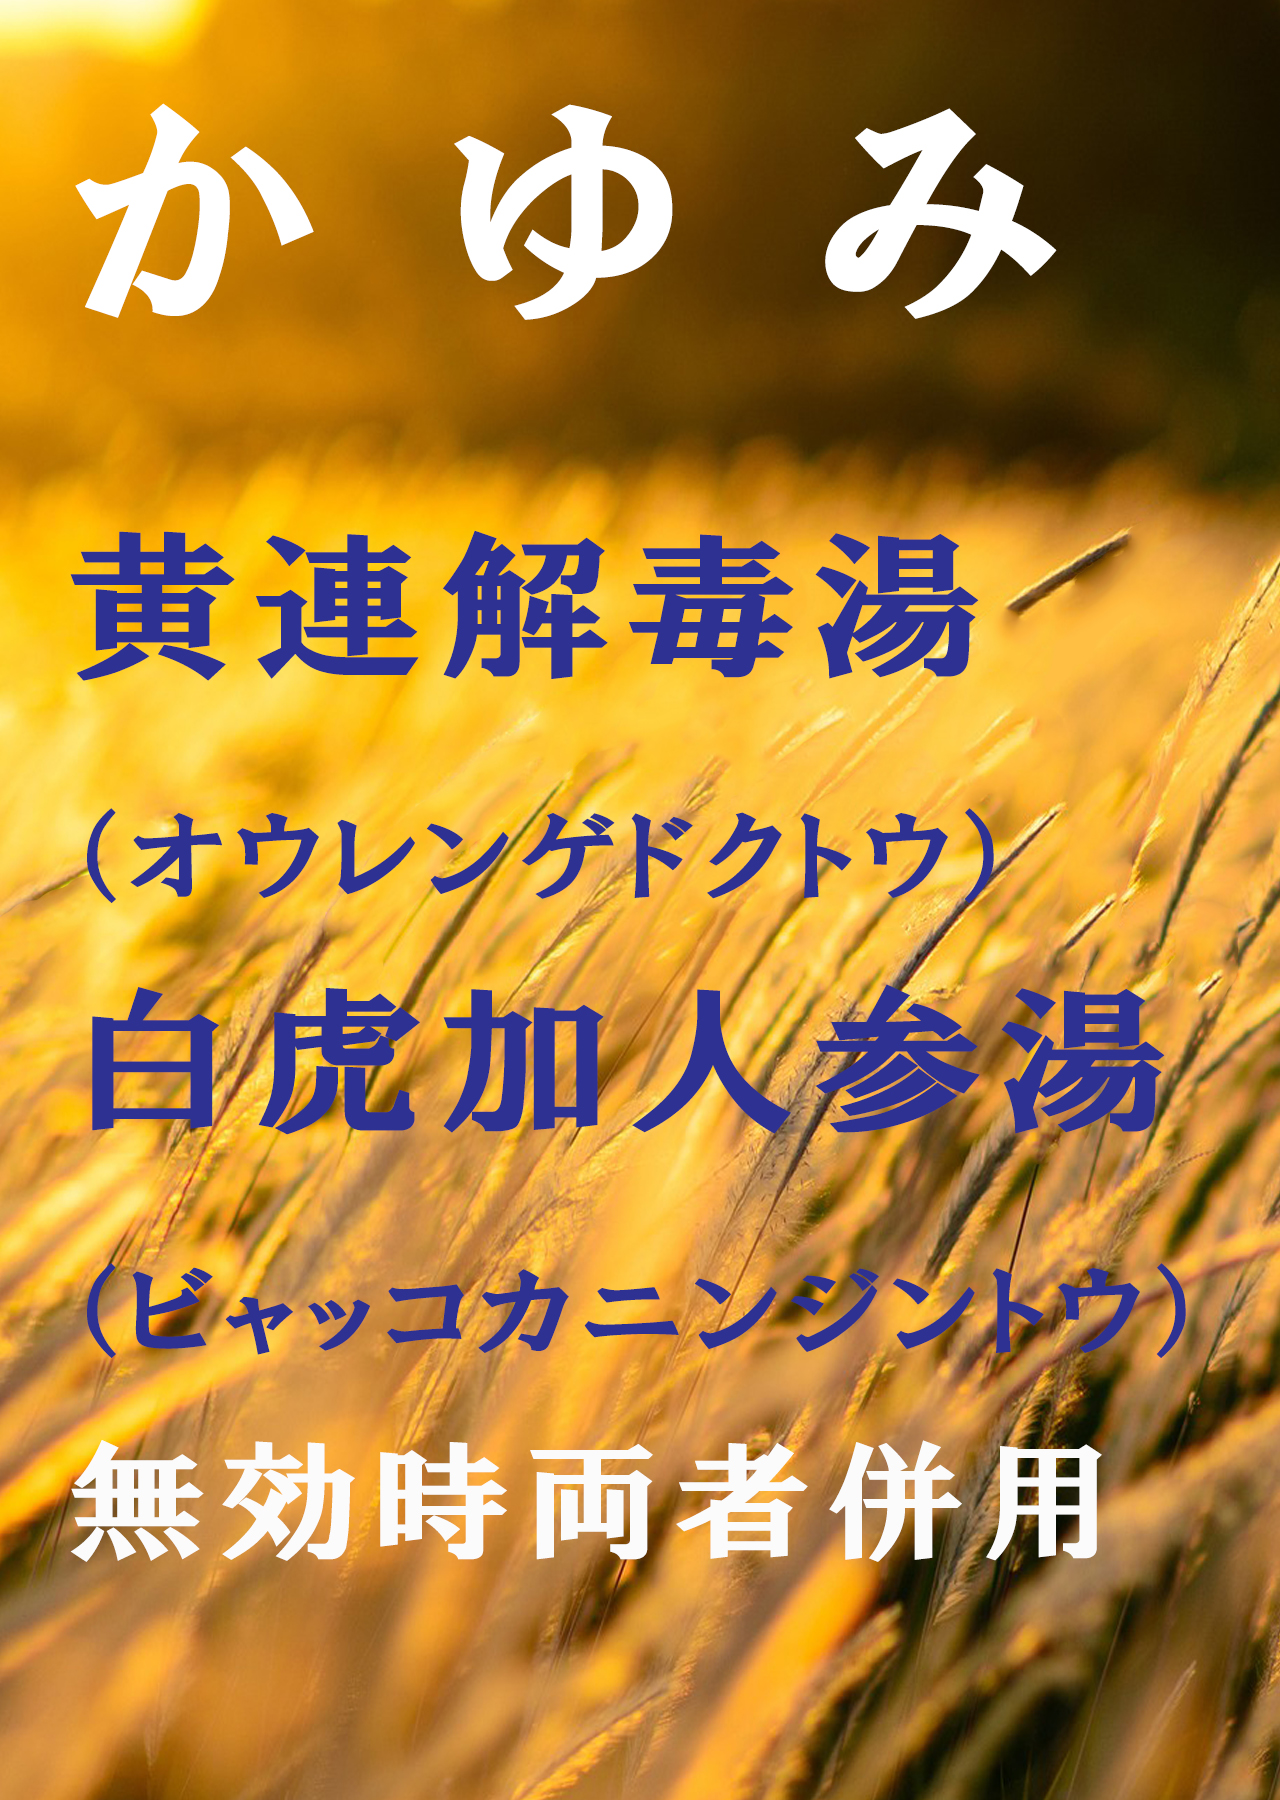 かゆみ
黄連解毒湯
（オウレンゲドクトウ）
白虎加人参湯
（ビャッコカニンジントウ）
無効時両者併用